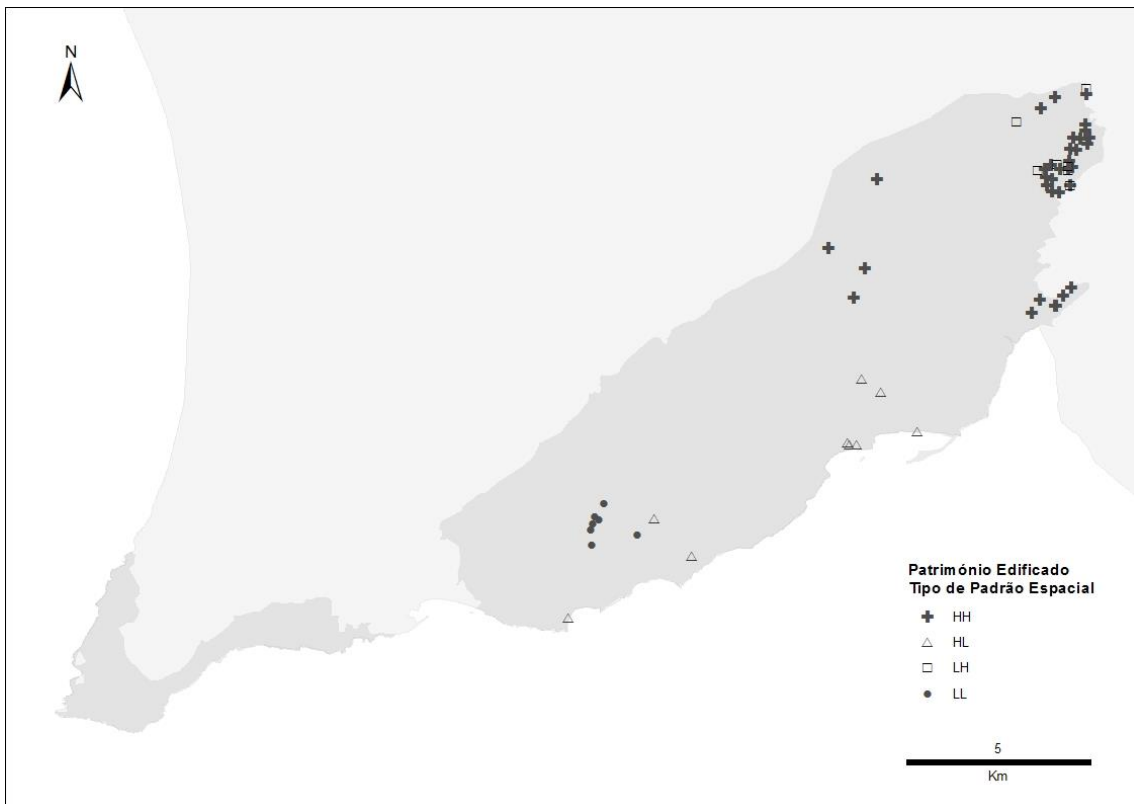 N
Património Edificado
Tipo de Padrão Espacial
HH
HL
LH
LL
5
Km